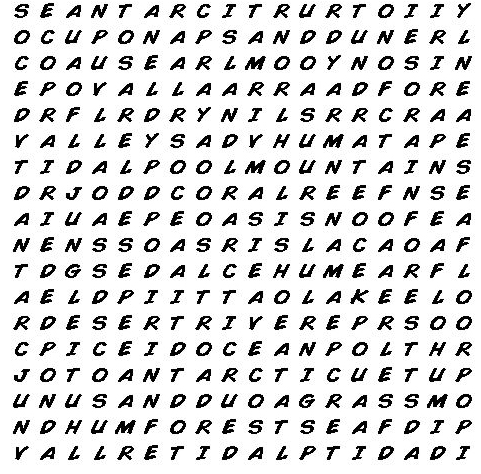 S E A N T A R C I T R U R T O I I Y
O C U P O N A P S A N D D U N E R L
C O A U S E A R L M O O Y N O S I N
E P O V A L L A A R R A A D F O R E
D R F L R D R Y N I L S R R C R A A
V A L L E Y S A D V H U M A T A P E
T I D A L P O O L M O U N T A I N S
D R J O D D C O R A L R E E F N S E
A I U A E P E O A S I S N O O F E A
N E N S S O A S R I S L A C A O A F
T D G S E D A L C E H U M E A R F L
A E L D P I I T T A O L A K E E L O
R D E S E R T R I V E R E P R S O O
C P I C E I D O C E A N P O L T H R
J O T O A N T A R C T I C U E T U P
U N U S A N D D U O A G R A S S M O
N D H U M F O R E S T S E A F D I P
V A L L R E T I D A L P T I D A D I